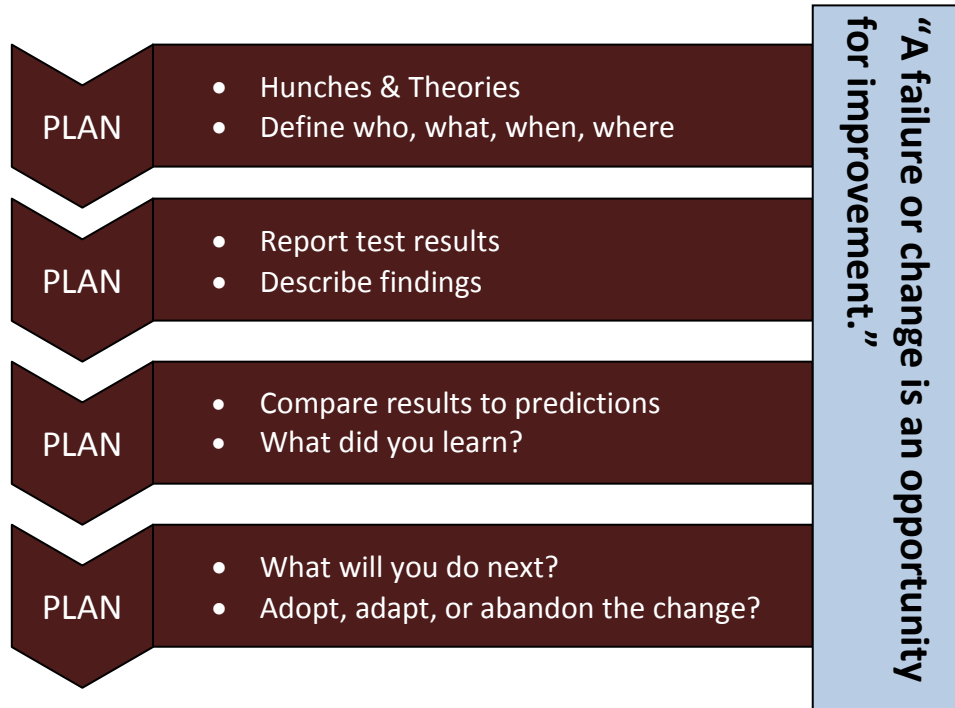 PLAN
• Hunches & Theories
• Define who, what, when, where
PLAN
• Report test results
• Describe findings
PLAN
• Compare results to predictions
• What did you learn?
PLAN
• What will you do next?
• Adopt, adapt, or abandon the change?
“A failure or change is an opportunity
for improvement.”